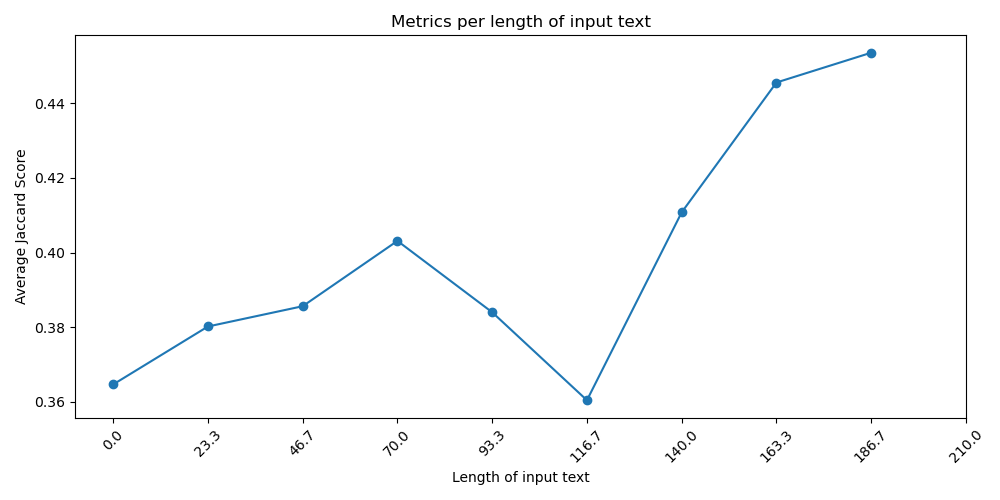 Metrics per length of input text
Average Jaccard Score
0.44
0.42
0.40
0.38
0.36
0.0 23.3 46.7 70.0 93.3 116.7 140.0 163.3 186.7 210.0
Length of input text